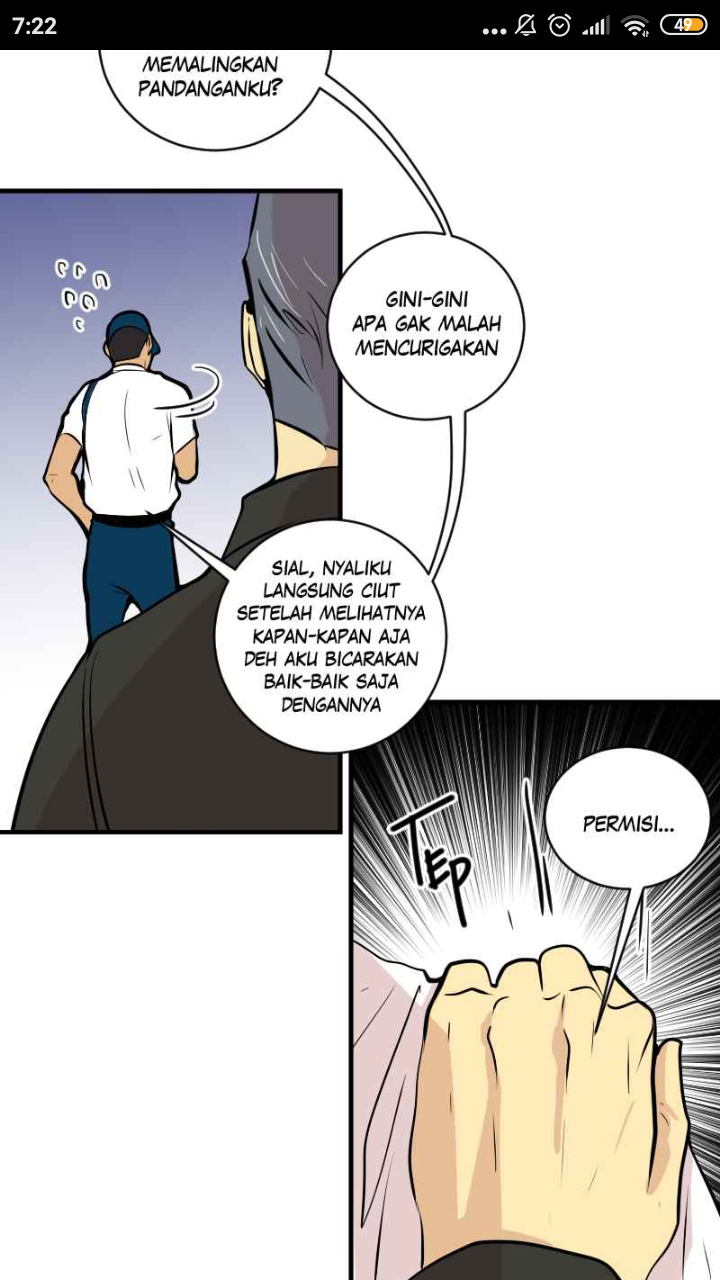 7:22
49
MEMALINGKAN
PANDANGANKU?
GINI-GINI
APA GAK MALAH
MENCURIGAKAN
SIAL, NYALIKU
LANGSUNG CIUT
SETELAH MELIHATNYA
KAPAN-KAPAN AJA
DEH AKU BICARAKAN
BAIK-BAIK SAJA
DENGANNYA
PERMISI...
TEP